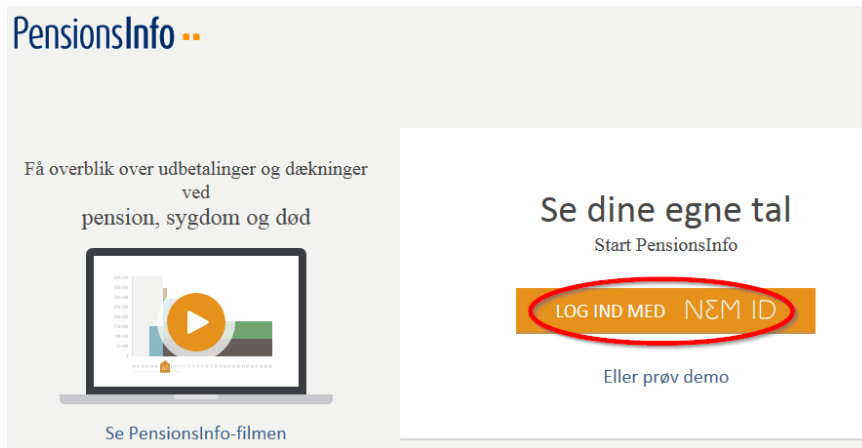 PensionsInfo
Få overblik over udbetalinger og dækninger
ved
pension, sygdom og død
Se PensionsInfo-filmen
Se dine egne tal
Start PensionsInfo
LOG IND MED NEM ID
Eller prøv demo